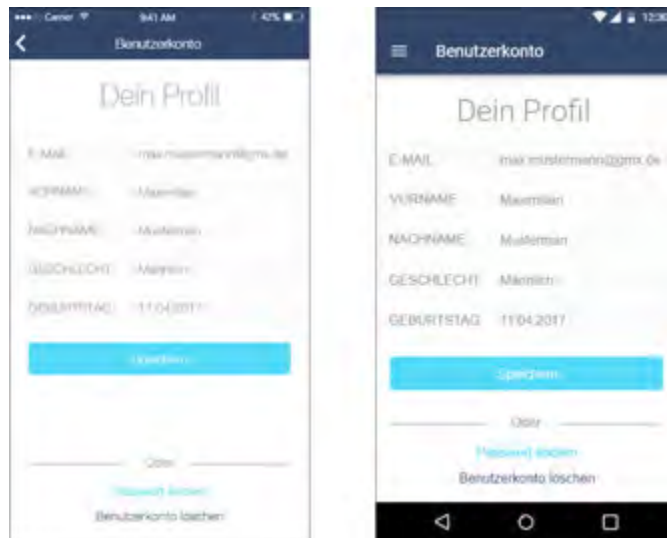 Carrier 9:41 AM 42%
Benutzerkonto
Dein Profil
E-MAIL max.mustermann@gmx.de
VORNAME Maximilian
NACHNAME Musterman
GESCHLECHT Männlich
GEBURTSTAG 11.04.2017
Speichern
Oder
Passwort ändern
Benutzerkonto löschen
12:30
Benutzerkonto
Dein Profil
E-MAIL max.mustermann@gmx.de
VORNAME Maximilian
NACHNAME Musterman
GESCHLECHT Männlich
GEBURTSTAG 11.04.2017
Speichern
Oder
Passwort ändern
Benutzerkonto löschen